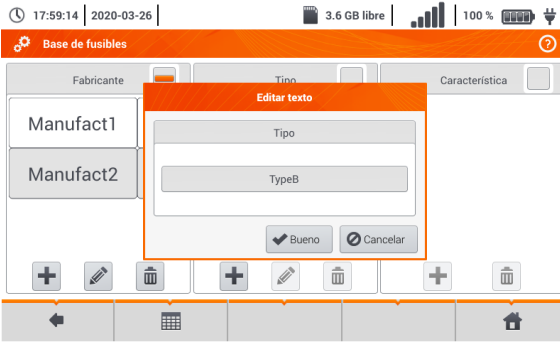 17:59:14 2020-03-26 3.6 GB libre 100 %
Base de fusibles ?
Fabricante Tipo Característica
Editar texto
Manufact1
Tipo
Manufact2
TypeB
Bueno Cancelar